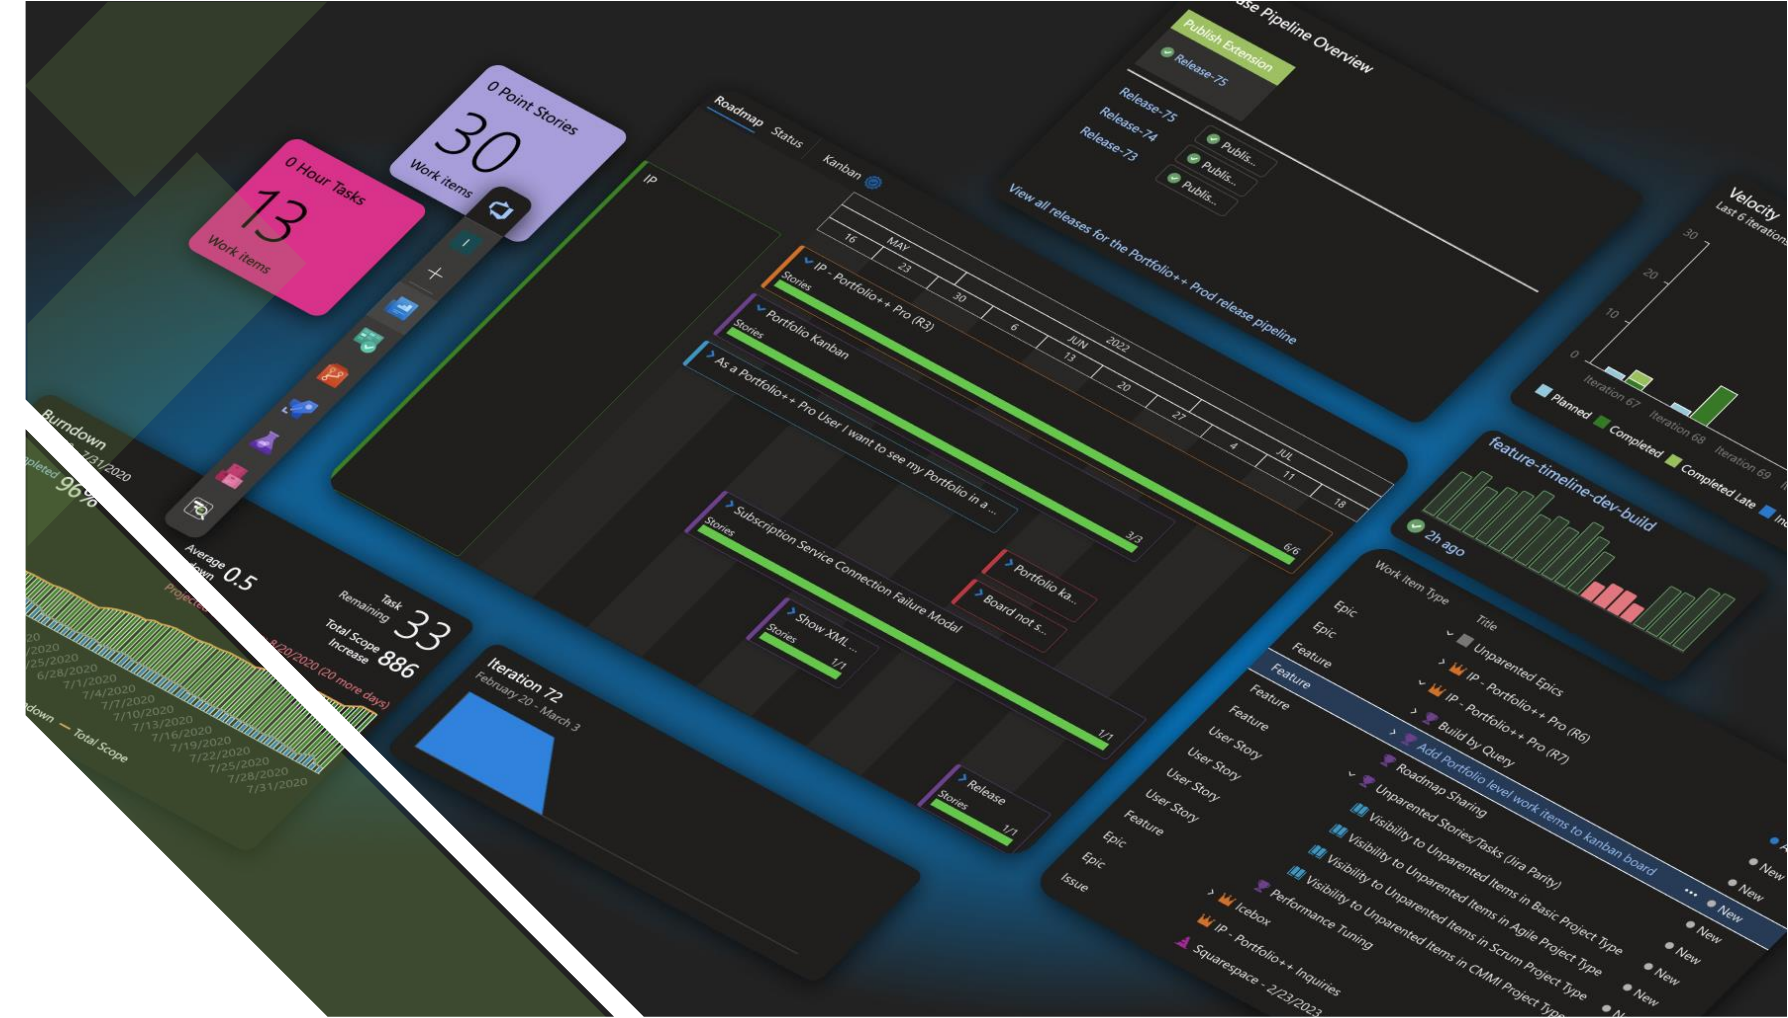 0 Point Stories
30
Work items
0 Hour Tasks
13
Work items
Burndown
7/31/2020
96%
Average
0.5
Task
Remaining
33
Total Scope
Increase
886
8/20/2020 (20 more days)
6/28/2020
7/1/2020
7/4/2020
7/7/2020
7/10/2020
7/13/2020
7/16/2020
7/19/2020
7/22/2020
7/25/2020
7/28/2020
7/31/2020
Total Scope
Iteration 72
February 20 - March 3
Roadmap Status Kanban
IP
MAY JUN 2022 JUL
16 23 30 6 13 20 27 4 11 18
IP - Portfolio++ Pro (R3)
Stories
6/6
Portfolio Kanban
Stories
3/3
As a Portfolio++ Pro User I want to see my Portfolio in a ...
Subscription Service Connection Failure Modal
Stories
1/1
Portfolio ka...
Board not s...
Show XML ...
Stories
1/1
Release
Stories
1/1
Pipeline Overview
Publish Extension
Release-75
Release-75
Publis...
Release-74
Publis...
Release-73
Publis...
View all releases for the Portfolio++ Prod release pipeline
Velocity
Last 6 iterations
30
20
10
0
Iteration 67 Iteration 68 Iteration 69
Planned Completed Completed Late
feature-timeline-dev-build
2h ago
Work Item Type Title
Epic Unparented Epics
Epic IP - Portfolio++ Pro (R6)
Feature IP - Portfolio++ Pro (R7)
Feature Build by Query
Feature Add Portfolio level work items to kanban board ... New
Feature Roadmap Sharing New
User Story Unparented Stories/Tasks (Jira Parity) New
User Story Visibility to Unparented Items in Basic Project Type New
User Story Visibility to Unparented Items in Agile Project Type New
User Story Visibility to Unparented Items in Scrum Project Type New
Feature Visibility to Unparented Items in CMMI Project Type
Epic Performance Tuning
Epic Icebox
Issue IP - Portfolio++ Inquiries
Squarespace - 2/23/2023